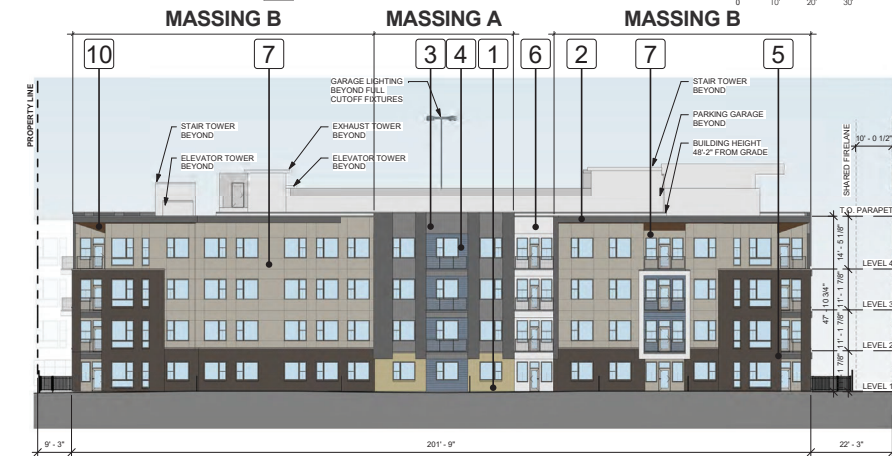 0 10' 20' 30'
MASSING B
MASSING A
MASSING B
10
7
3
4
1
6
2
7
5
PROPERTY LINE
STAIR TOWER
BEYOND
ELEVATOR TOWER
BEYOND
GARAGE LIGHTING
BEYOND FULL
CUTOFF FIXTURES
EXHAUST TOWER
BEYOND
ELEVATOR TOWER
BEYOND
STAIR TOWER
BEYOND
PARKING GARAGE
BEYOND
BUILDING HEIGHT
48'-2" FROM GRADE
SHARED FIRELANE
10' - 0 1/2"
T.O. PARAPET
LEVEL 4
LEVEL 3
LEVEL 2
LEVEL 1
14' - 5 1/8"
11' - 1 7/8"
11' - 1 7/8"
1 7/8"
47' 10 3/4"
9' - 3"
201' - 9"
22' - 3"